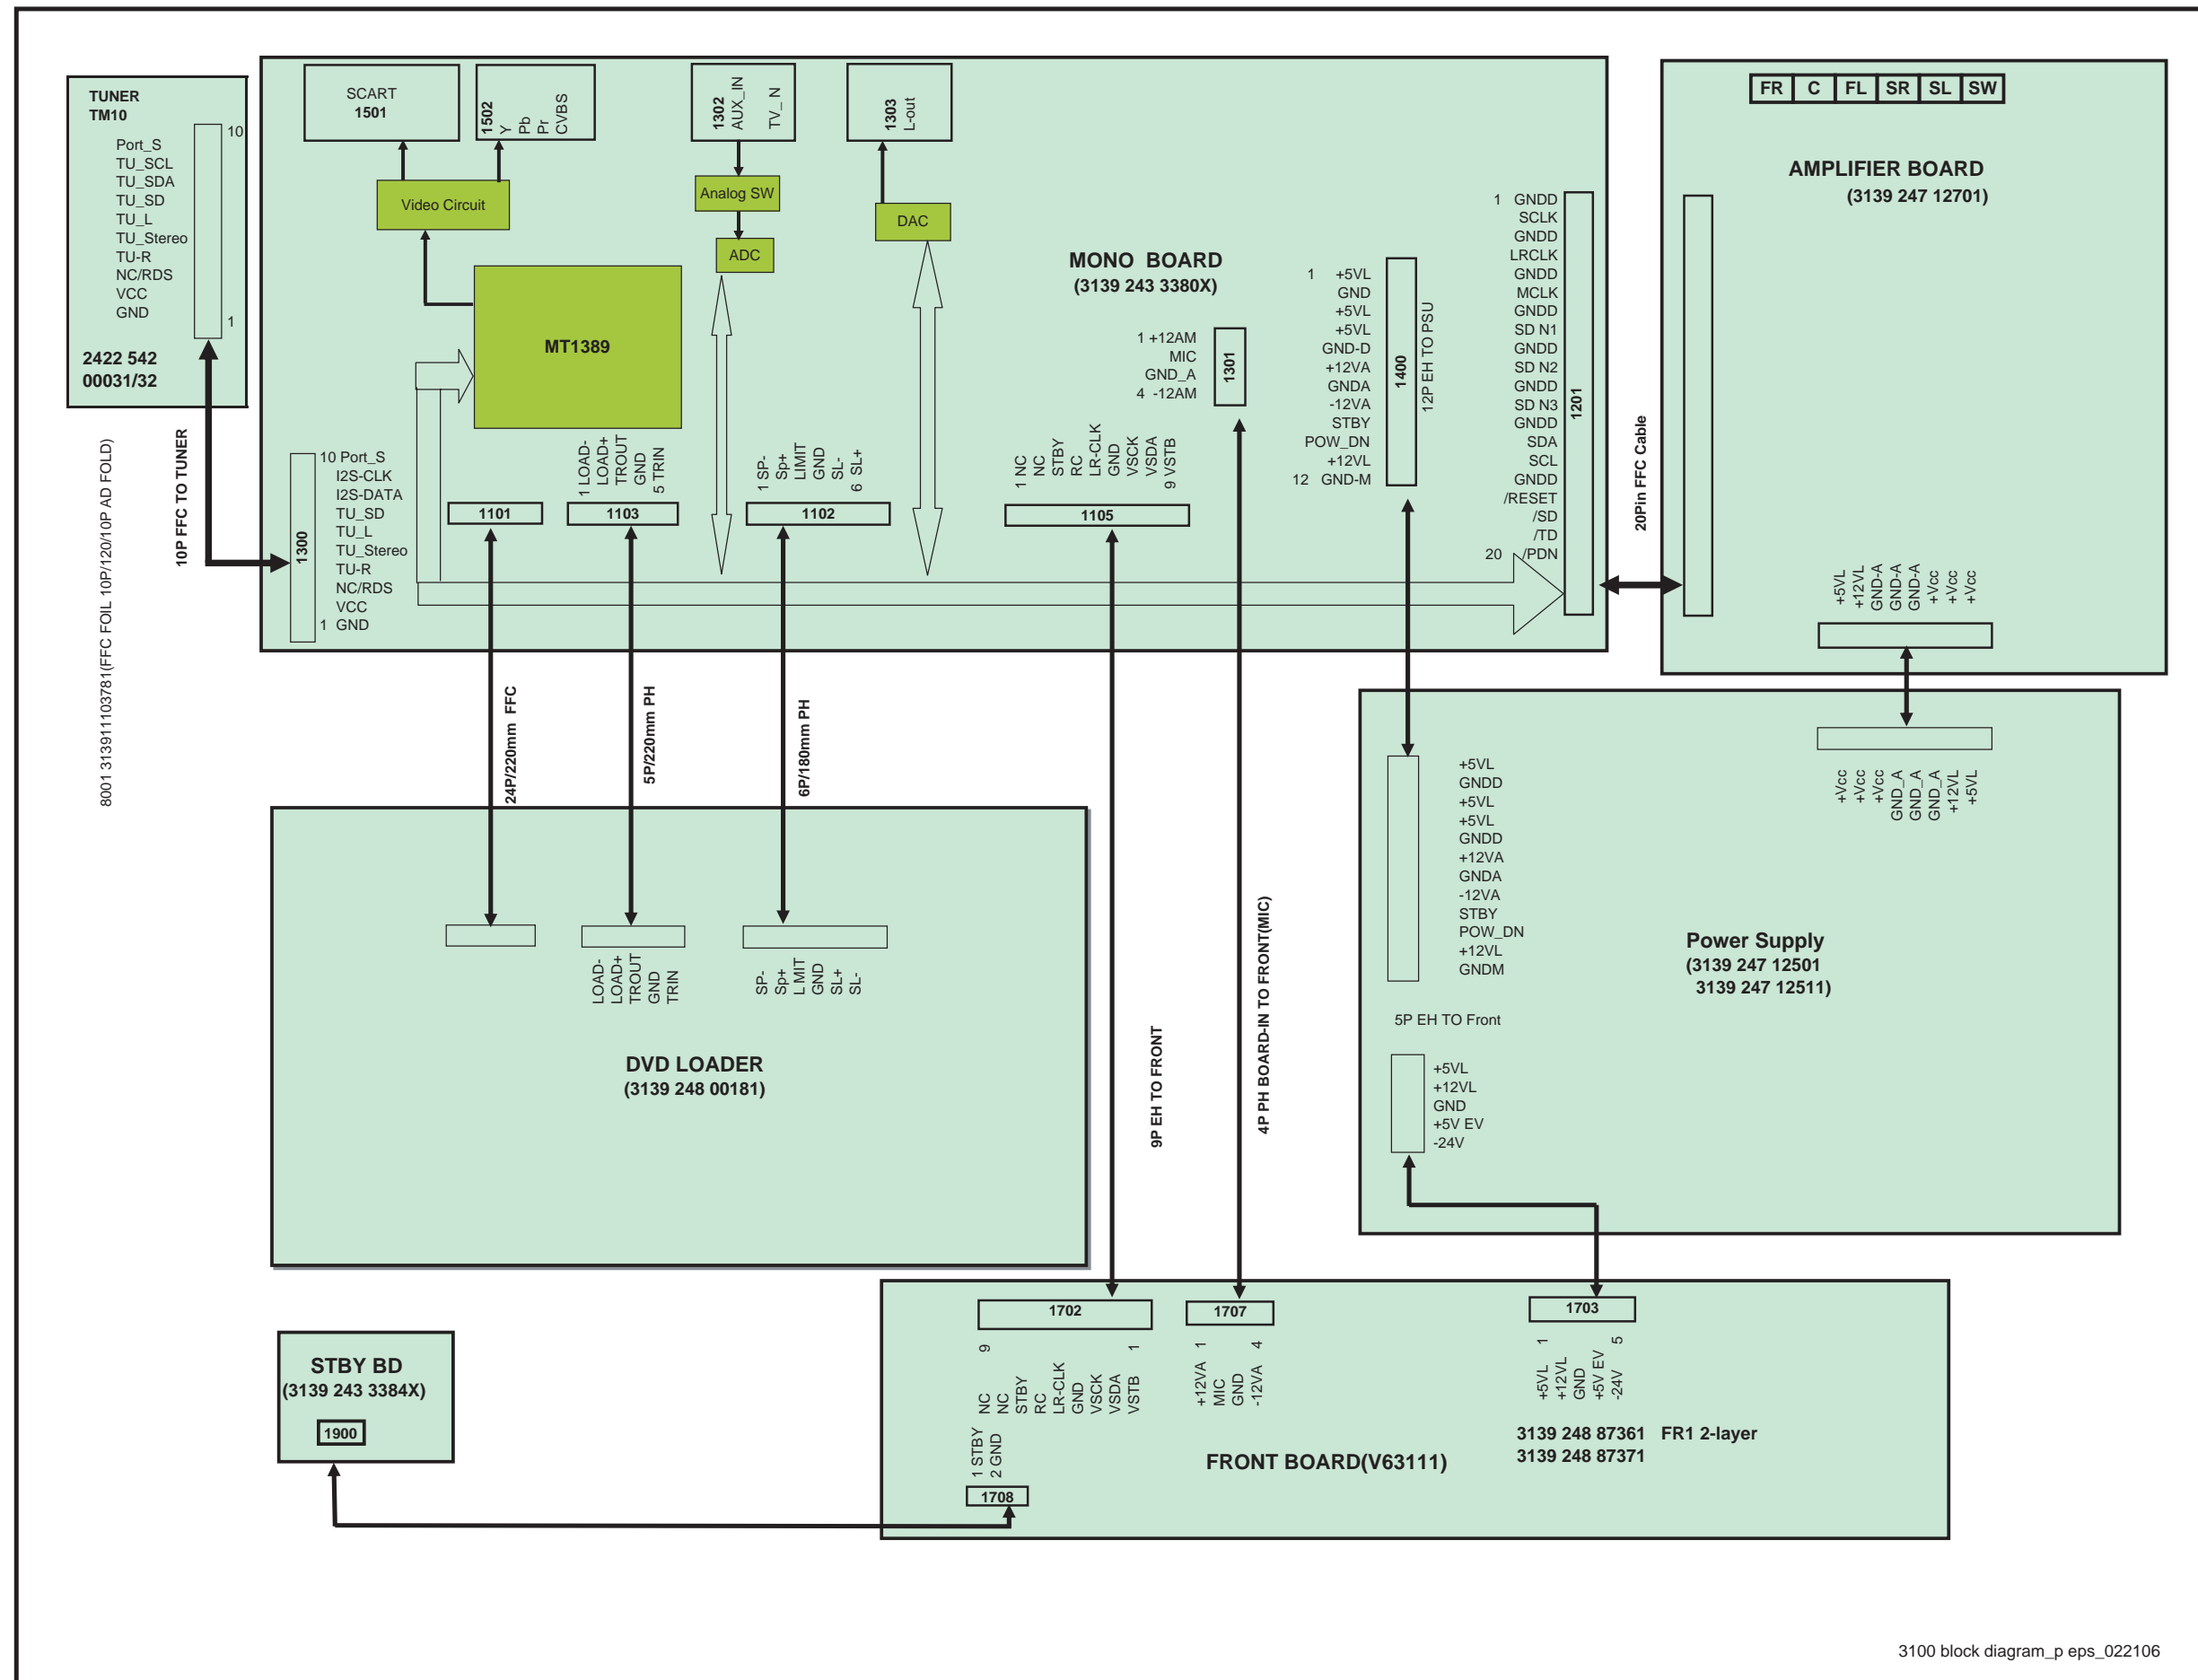 TUNER
TM10
Port_S
TU_SCL
TU_SDA
TU_SD
TU_L
TU_Stereo
TU-R
NC/RDS
VCC
GND
10
1
2422 542
00031/32
10P FFC TO TUNER
8001 313911103781(FFC FOIL 10P/120/10P AD FOLD)
SCART
1501
1502
Y
Pb
Pr
CVBS
1302
AUX_IN
TV_ N
1303
L-out
Video Circuit
Analog SW
ADC
DAC
MT1389
MONO BOARD
(3139 243 3380X)
1 +12AM
MIC
GND_A
4 -12AM
1301
1 +5VL
GND
+5VL
+5VL
GND-D
+12VA
GNDA
-12VA
STBY
POW_DN
+12VL
12 GND-M
1400
12P EH TO PSU
1 GNDD
SCLK
GNDD
LRCLK
GNDD
MCLK
GNDD
SD N1
GNDD
SD N2
GNDD
SD N3
GNDD
SDA
SCL
GNDD
/RESET
/SD
/TD
20 /PDN
1201
20Pin FFC Cable
1300
10 Port_S
I2S-CLK
I2S-DATA
TU_SD
TU_L
TU_Stereo
TU-R
NC/RDS
VCC
1 GND
1101
1 LOAD-
LOAD+
TROUT
GND
5 TRIN
1103
1 SP-
Sp+
LIMIT
GND
SL-
6 SL+
1102
1 NC
NC
STBY
RC
LR-CLK
GND
VSCK
VSDA
9 VSTB
1105
FR C FL SR SL SW
AMPLIFIER BOARD
(3139 247 12701)
+5VL
+12VL
GND-A
GND-A
GND-A
+Vcc
+Vcc
+Vcc
24P/220mm FFC
5P/220mm PH
6P/180mm PH
9P EH TO FRONT
4P PH BOARD-IN TO FRONT(MIC)
LOAD-
LOAD+
TROUT
GND
TRIN
SP-
Sp+
L MIT
GND
SL+
SL-
DVD LOADER
(3139 248 00181)
+Vcc
+Vcc
+Vcc
GND_A
GND_A
GND_A
+12VL
+5VL
+5VL
GNDD
+5VL
+5VL
GNDD
+12VA
GNDA
-12VA
STBY
POW_DN
+12VL
GNDM
Power Supply
(3139 247 12501
3139 247 12511)
5P EH TO Front
+5VL
+12VL
GND
+5V EV
-24V
STBY BD
(3139 243 3384X)
1900
1702
9 1
NC
NC
STBY
RC
LR-CLK
GND
VSCK
VSDA
VSTB
1707
1 4
+12VA
MIC
GND
-12VA
1703
1 5
+5VL
+12VL
GND
+5V EV
-24V
1 STBY
2 GND
1708
FRONT BOARD(V63111)
3139 248 87361 FR1 2-layer
3139 248 87371
3100 block diagram_p eps_022106